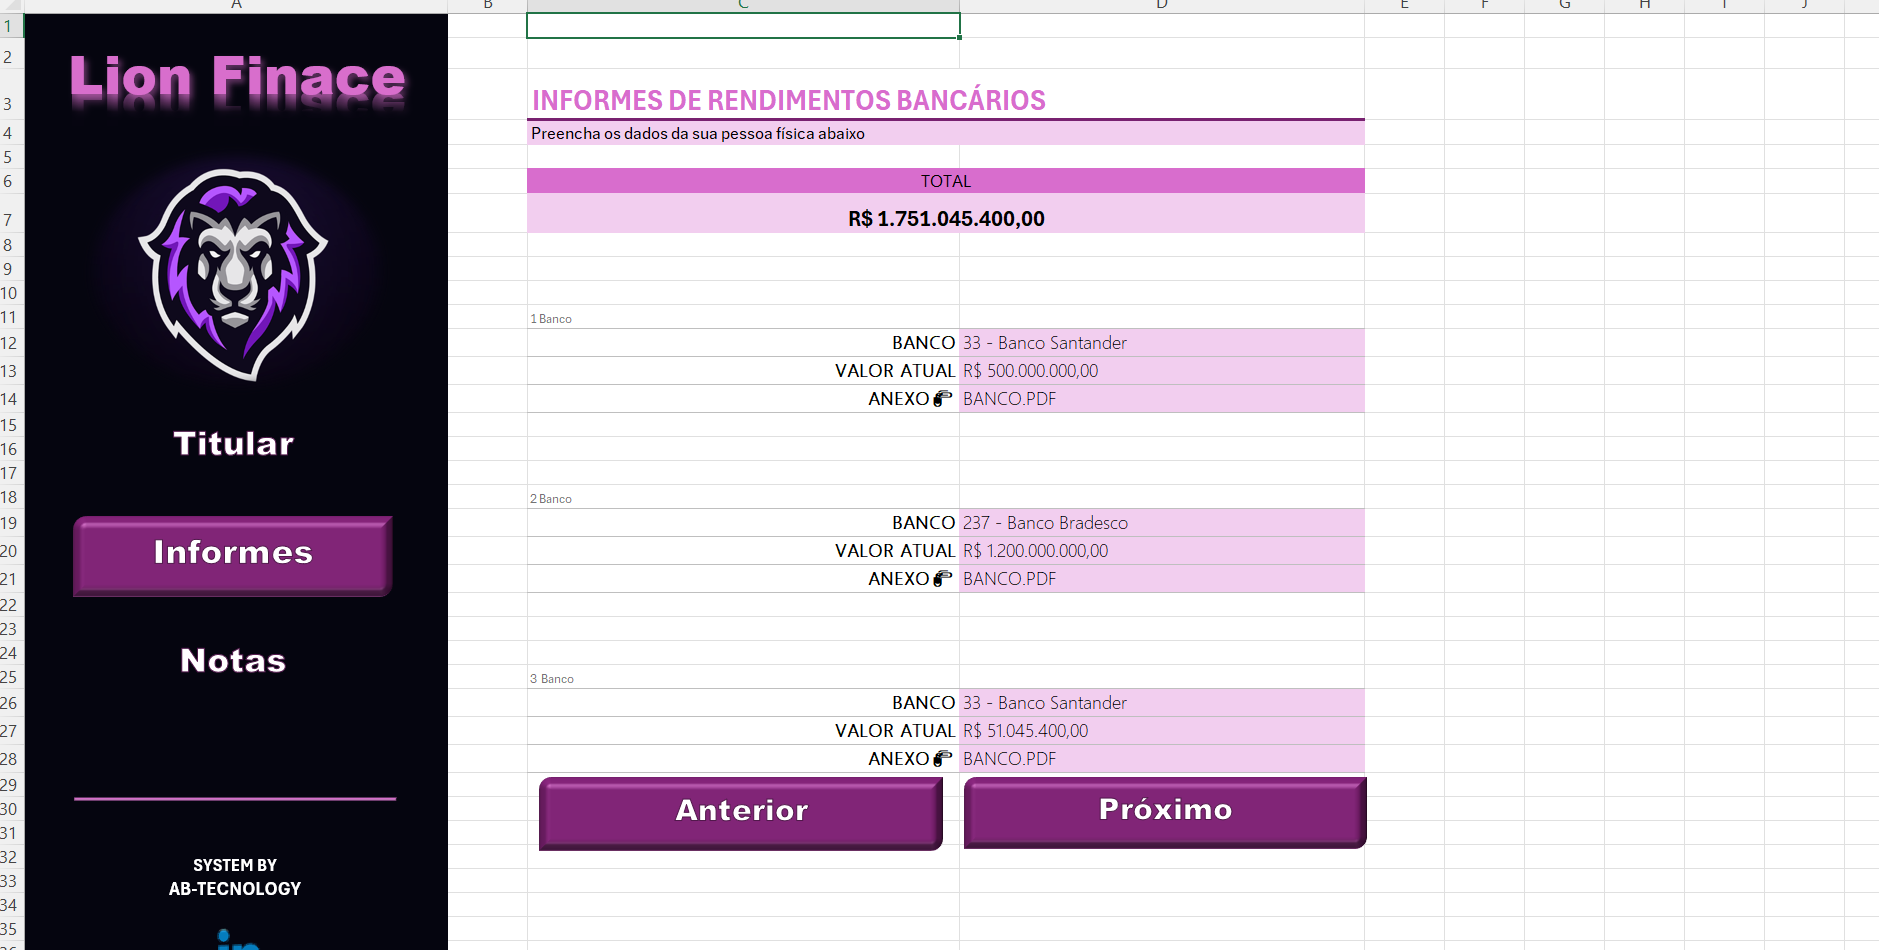 A B C D E F G H I J
1
2
3
4
5
6
7
8
9
10
11
12
13
14
15
16
17
18
19
20
21
22
23
24
25
26
27
28
29
30
31
32
33
34
35
Lion Finace
Titular
Informes
Notas
SYSTEM BY
AB-TECNOLOGY
in
INFORMES DE RENDIMENTOS BANCÁRIOS
Preencha os dados da sua pessoa física abaixo
TOTAL
R$ 1.751.045.400,00
1 Banco
BANCO 33 - Banco Santander
VALOR ATUAL R$ 500.000.000,00
ANEXO BANCO.PDF
2 Banco
BANCO 237 - Banco Bradesco
VALOR ATUAL R$ 1.200.000.000,00
ANEXO BANCO.PDF
3 Banco
BANCO 33 - Banco Santander
VALOR ATUAL R$ 51.045.400,00
ANEXO BANCO.PDF
Anterior Próximo